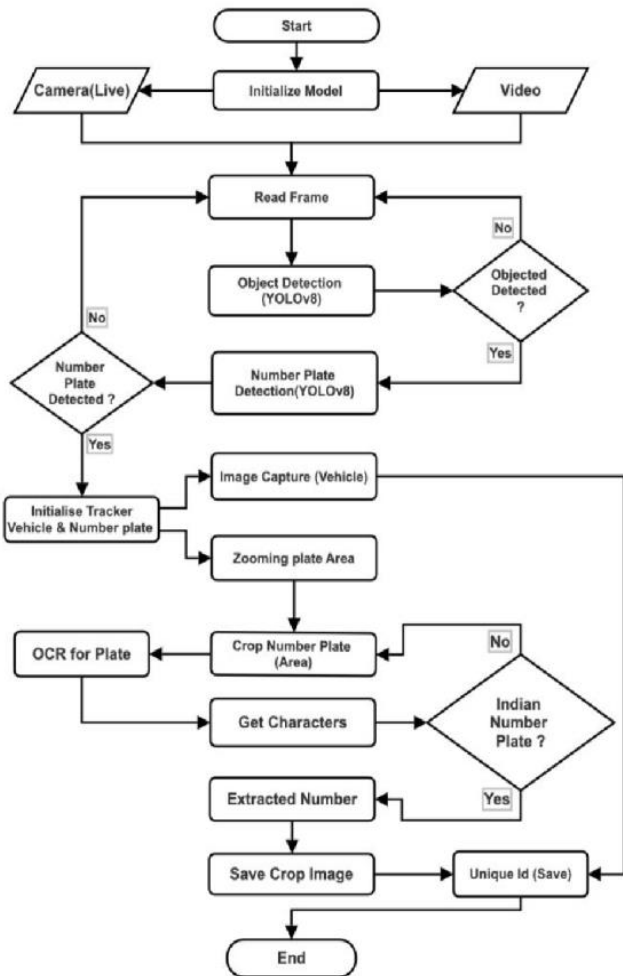 Start
Camera(Live)
Initialize Model
Video
Read Frame
No
Object Detection
(YOLOv8)
Objected
Detected
?
No
Yes
Number
Plate
Detected ?
Number Plate
Detection(YOLOv8)
Yes
Image Capture (Vehicle)
Initialise Tracker
Vehicle & Number plate
Zooming plate Area
No
OCR for Plate
Crop Number Plate
(Area)
Get Characters
Indian
Number
Plate ?
Extracted Number
Yes
Save Crop Image
Unique Id (Save)
End